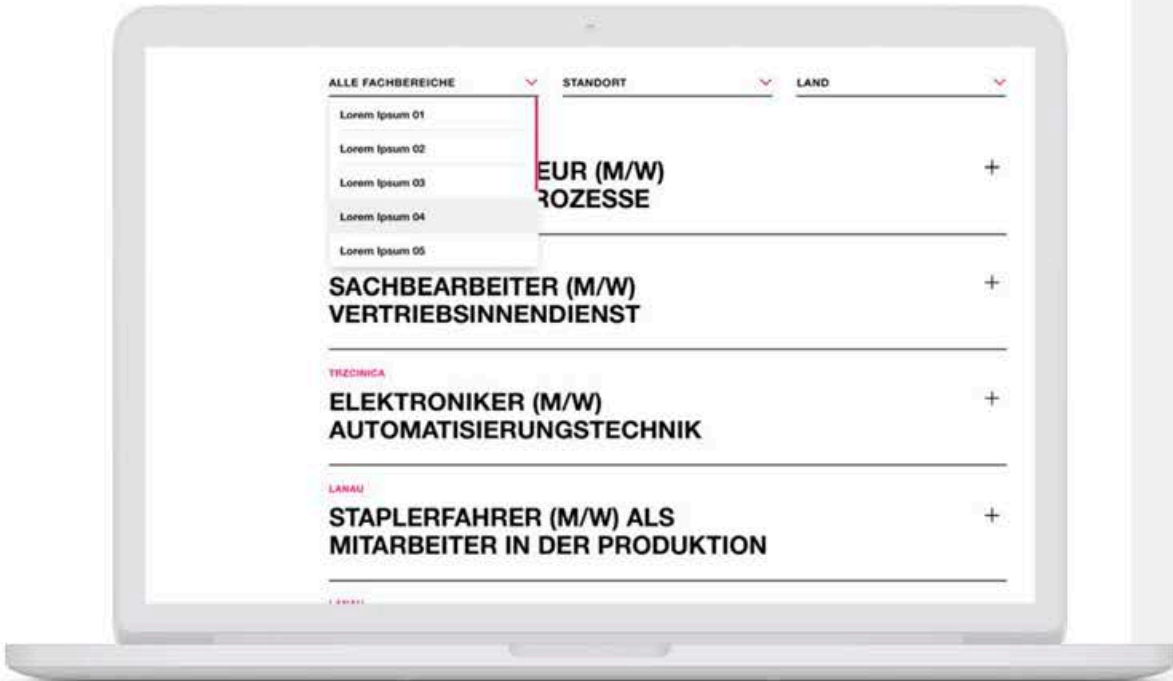 ALLE FACHBEREICHE STANDORT LAND
Lorem Ipsum 01
Lorem Ipsum 02
Lorem Ipsum 03
Lorem Ipsum 04
Lorem Ipsum 05
EUR (M/W)
ROZESSE
SACHBEARBEITER (M/W)
VERTRIEBSINNENDIENST
TRZCINICA
ELEKTRONIKER (M/W)
AUTOMATISIERUNGSTECHNIK
LANAU
STAPLERFAHRER (M/W) ALS
MITARBEITER IN DER PRODUKTION